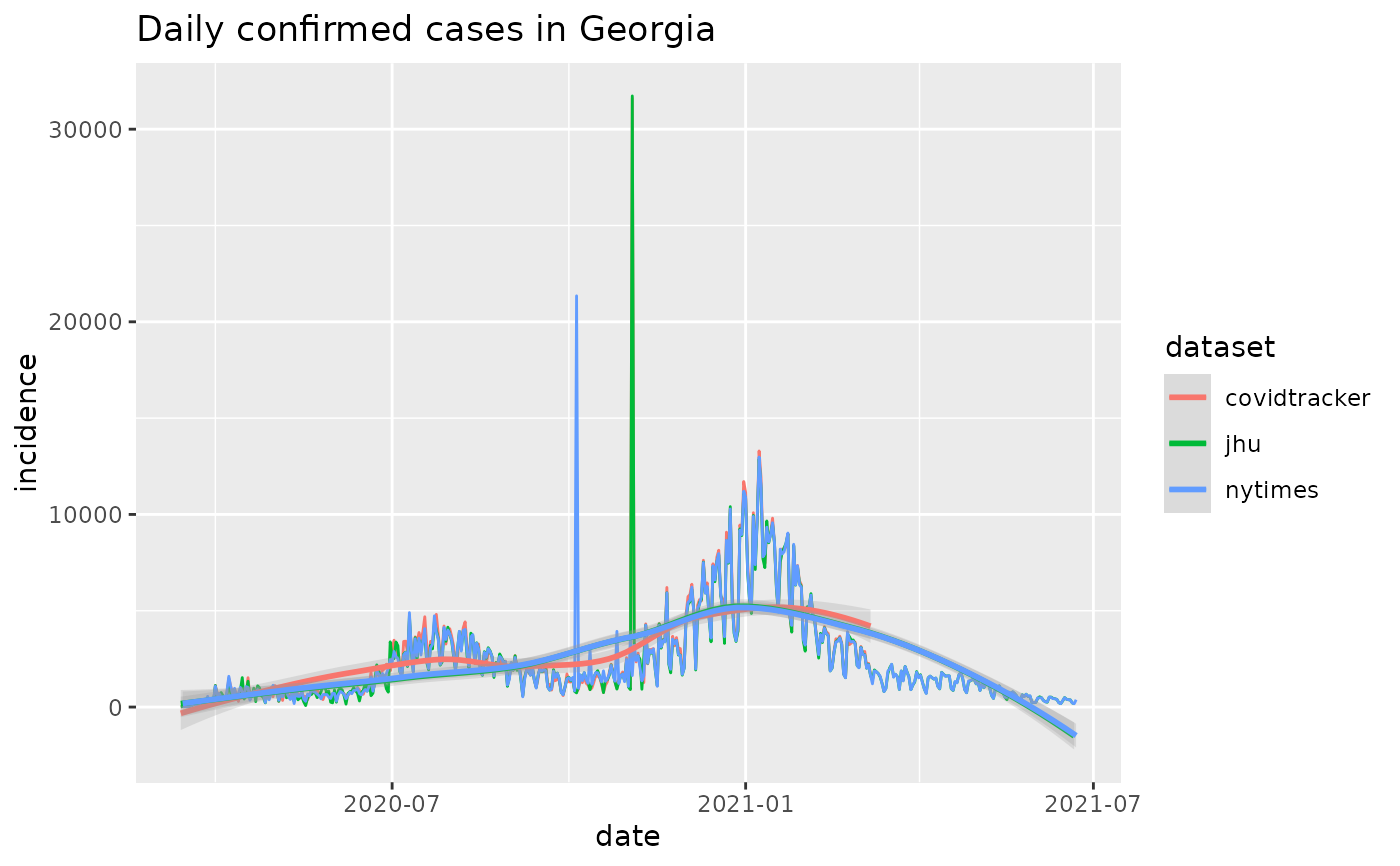 Daily confirmed cases in Georgia
30000
20000
10000
0
incidence
2020-07
2021-01
2021-07
date
dataset
covidtracker
jhu
nytimes